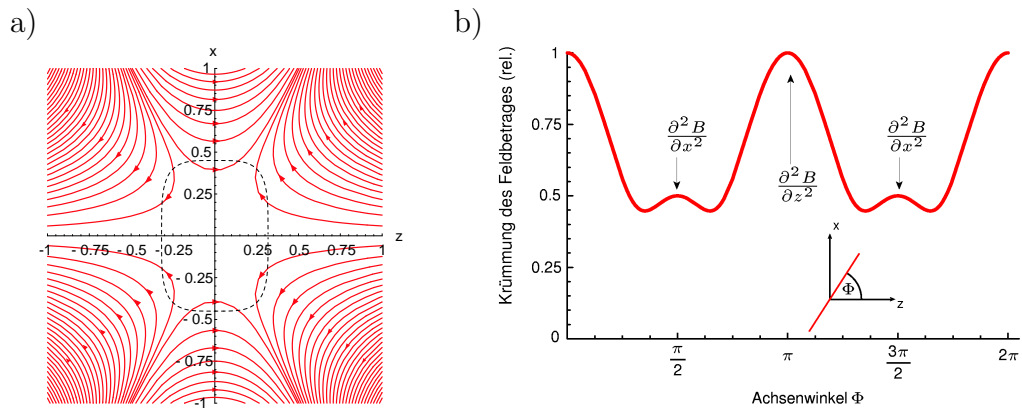 a)
x
1
0.75
0.5
0.25
-1 -0.75 -0.5 -0.25 0.25 0.5 0.75 1 z
-0.25
-0.5
-0.75
-1
b)
Krümmung des Feldbetrages (rel.)
1
0.75
0.5
0.25
0
∂²B/∂x²
∂²B/∂z²
∂²B/∂x²
x
Φ
z
π/2 π 3π/2 2π
Achsenwinkel Φ